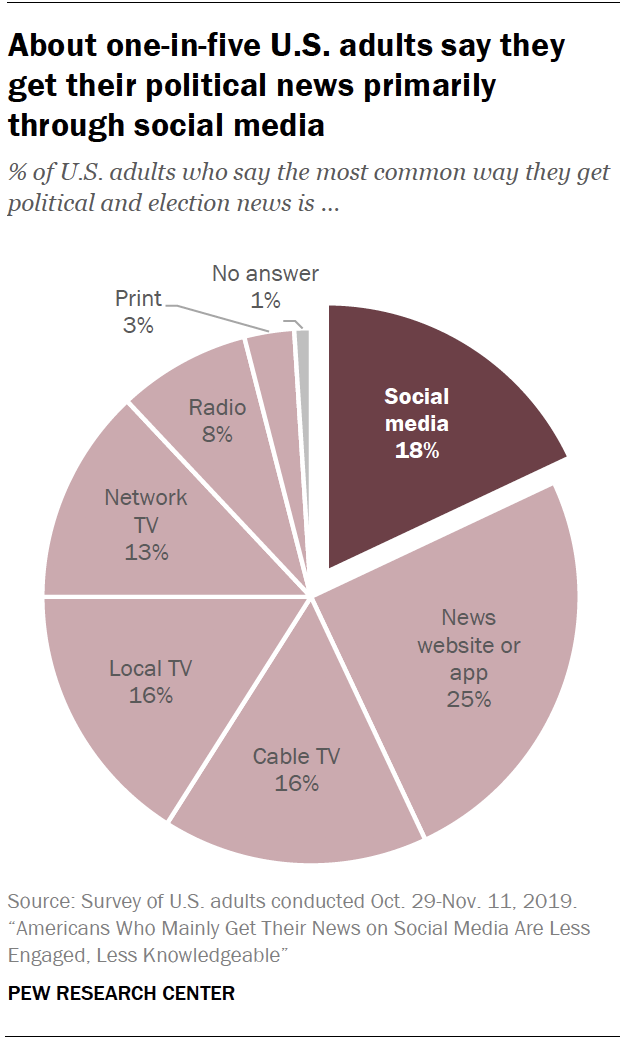 About one-in-five U.S. adults say they
get their political news primarily
through social media
% of U.S. adults who say the most common way they get
political and election news is ...
No answer
1%
Print
3%
Social
media
18%
Radio
8%
Network
TV
13%
News
website or
app
25%
Local TV
16%
Cable TV
16%
Source: Survey of U.S. adults conducted Oct. 29-Nov. 11, 2019.
“Americans Who Mainly Get Their News on Social Media Are Less
Engaged, Less Knowledgeable”
PEW RESEARCH CENTER